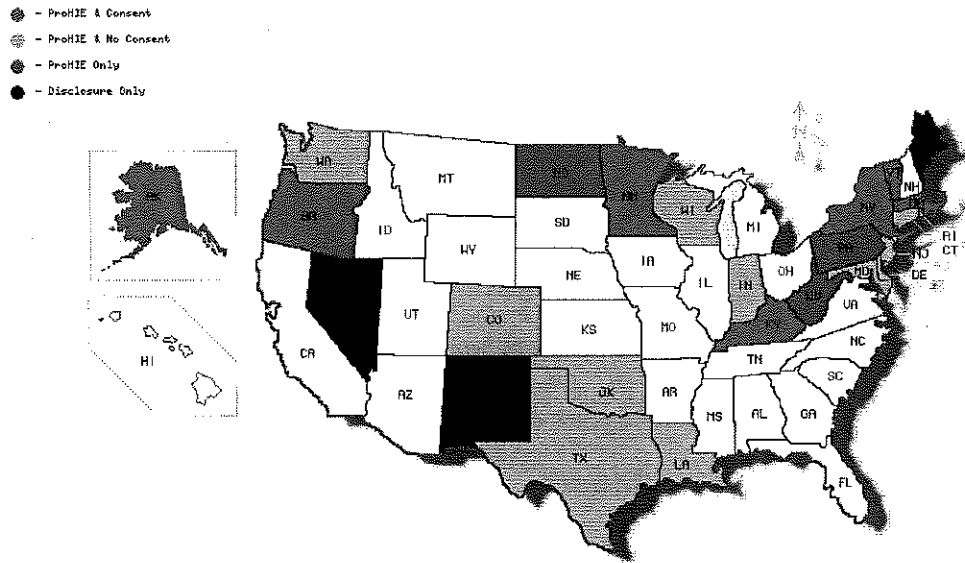 - ProHIE & Consent
- ProHIE & No Consent
- ProHIE Only
- Disclosure Only
WA
MT
ND
MN
NH
AK
OR
ID
SD
WI
MI
NY
WY
RI
CT
IA
PA
NJ
NE
OH
MD
DE
IL
IN
UT
CO
WV
VA
HI
KS
MO
KY
CA
NC
TN
AZ
OK
AR
SC
MS
AL
GA
TX
LA
FL
N